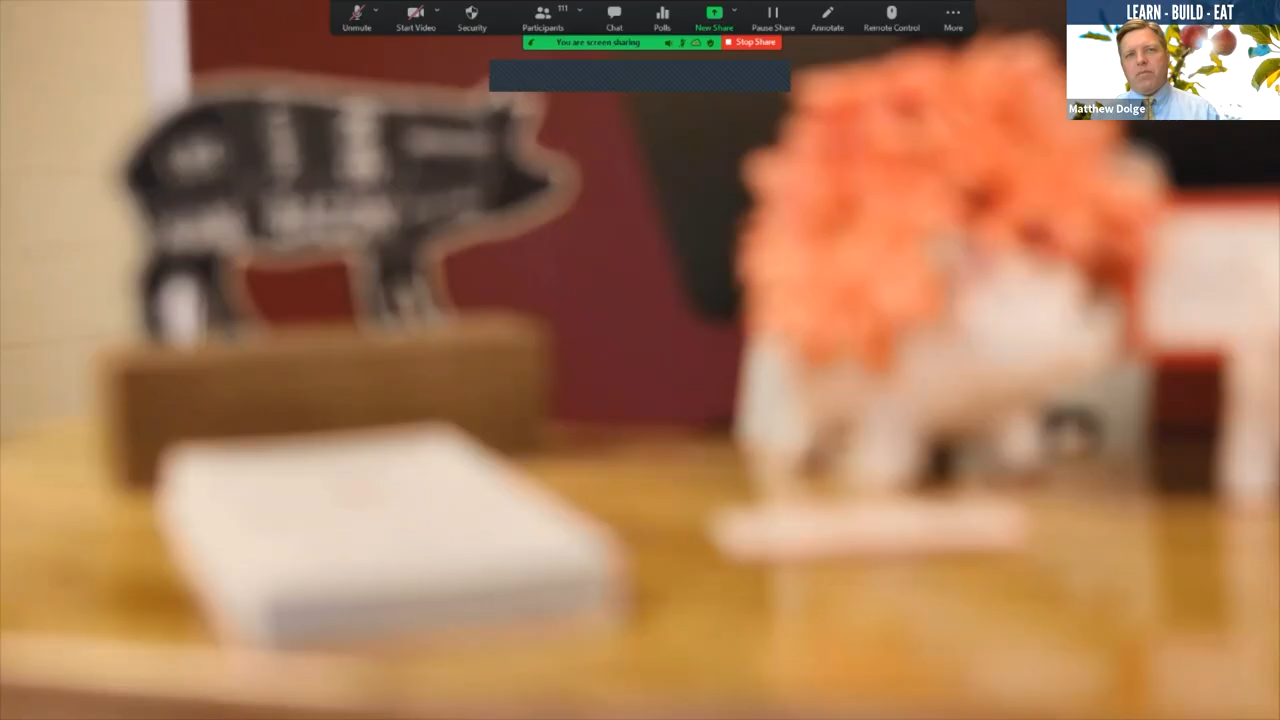 111
Unmute Start Video Security Participants Chat Polls New Share Pause Share Annotate Remote Control More
You are screen sharing Stop Share
LEARN - BUILD - EAT
Matthew Dolge